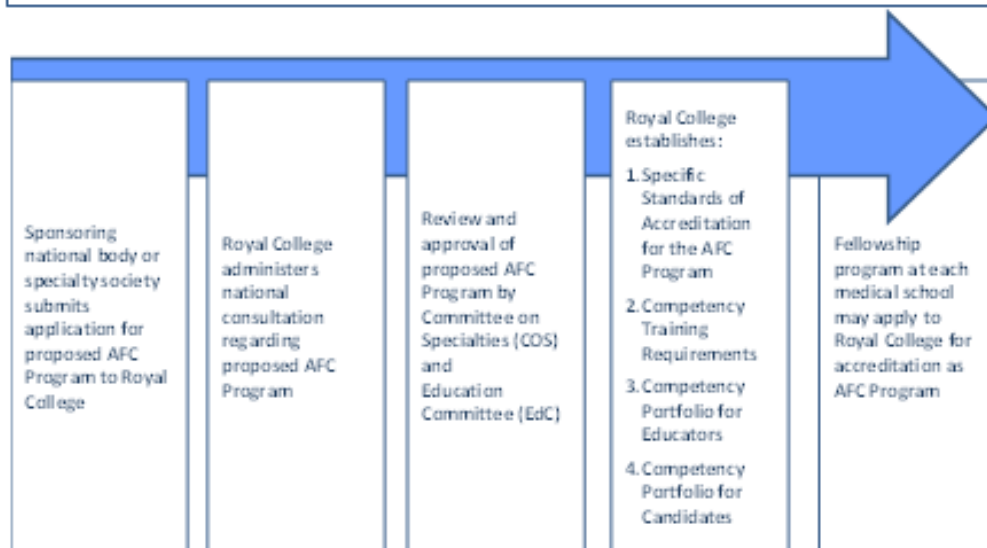 Sponsoring
national body or
specialty society
submits
application for
proposed AFC
Program to Royal
College
Royal College
administers
national
consultation
regarding
proposed AFC
Program
Review and
approval of
proposed AFC
Program by
Committee on
Specialties (COS)
and
Education
Committee (EdC)
Royal College
establishes:
1. Specific
Standards of
Accreditation
for the AFC
Program
2. Competency
Training
Requirements
3. Competency
Portfolio for
Educators
4. Competency
Portfolio for
Candidates
Fellowship
program at each
medical school
may apply to
Royal College for
accreditation as
AFC Program